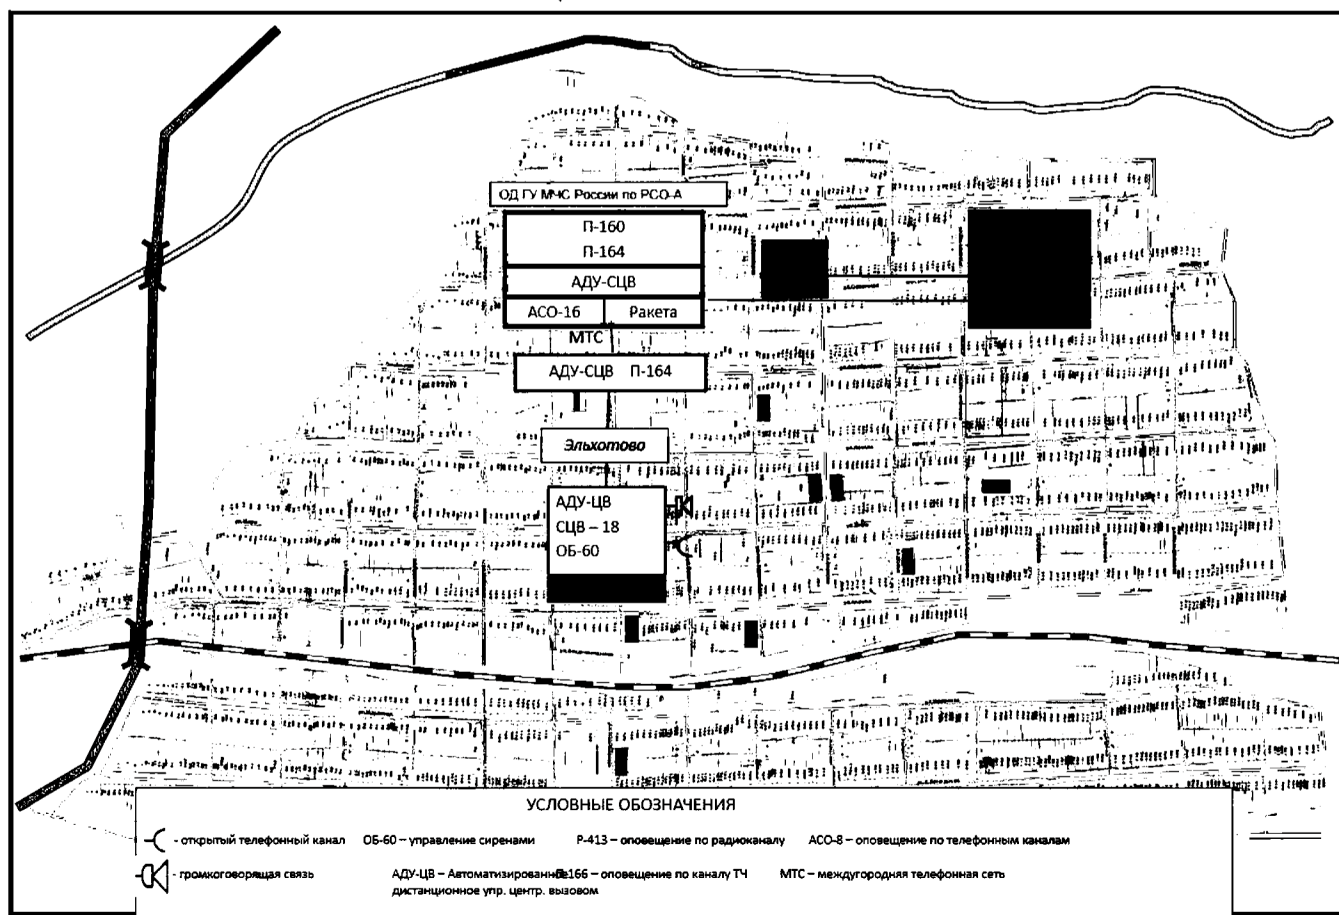 ОД ГУ МЧС России по РСО-А
П-160
П-164
АДУ-СЦВ
АСО-16 Ракета
МТС
АДУ-СЦВ П-164
Эльхотово
АДУ-ЦВ
СЦВ – 18
ОБ-60
УСЛОВНЫЕ ОБОЗНАЧЕНИЯ
- открытый телефонный канал ОБ-60 – управление сиренами Р-413 – оповещение по радиоканалу АСО-8 – оповещение по телефонным каналам
- громкоговорящая связь АДУ-ЦВ – Автоматизированное П-166 – оповещение по каналу ТЧ МТС – междугородняя телефонная сеть
дистанционное упр. центр. вызовом